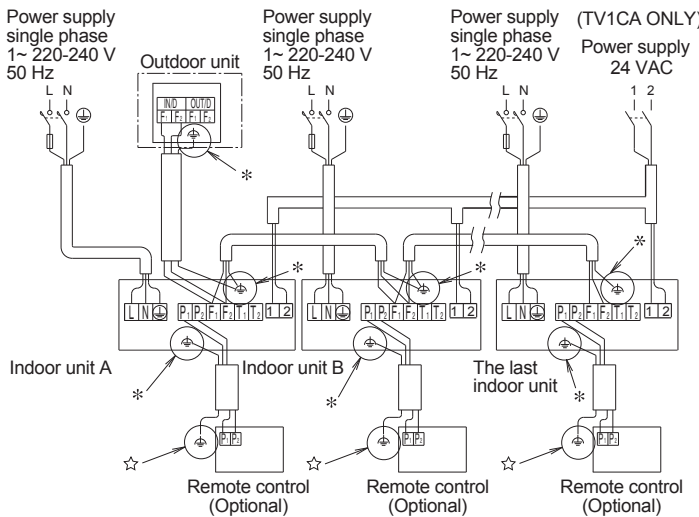 Power supply
single phase
1~ 220-240 V
50 Hz
L N
Outdoor unit
IN/D OUT/D
F1 F2 F1 F2
*
Power supply
single phase
1~ 220-240 V
50 Hz
L N
Power supply
single phase
1~ 220-240 V
50 Hz
L N
(TV1CA ONLY)
Power supply
24 VAC
1 2
* * *
L N P1 P2 F1 F2 T1 T2 1 2
L N P1 P2 F1 F2 T1 T2 1 2
L N P1 P2 F1 F2 T1 T2 1 2
Indoor unit A
*
Indoor unit B
*
The last
indoor unit
*
☆ P1 P2
☆ P1 P2
☆ P1 P2
Remote control
(Optional)
Remote control
(Optional)
Remote control
(Optional)